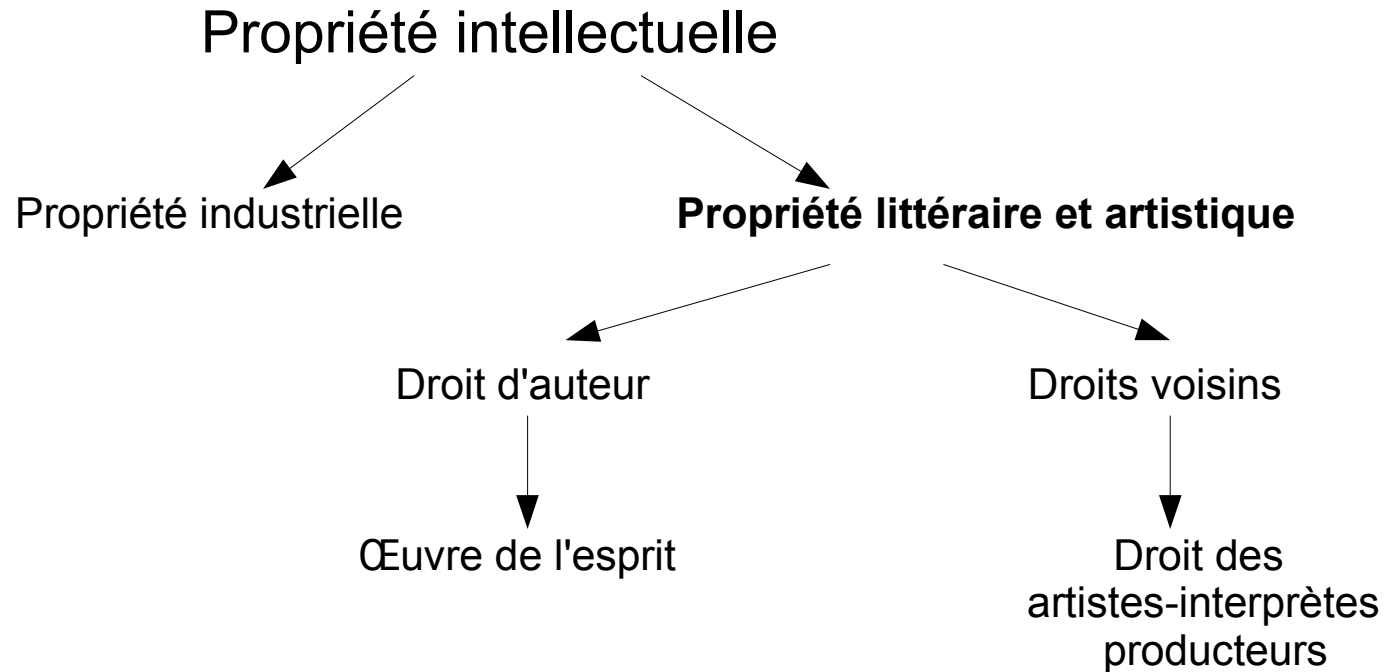 Propriété intellectuelle
Propriété industrielle
Propriété littéraire et artistique
Droit d'auteur
Droits voisins
Œuvre de l'esprit
Droit des
artistes-interprètes
producteurs